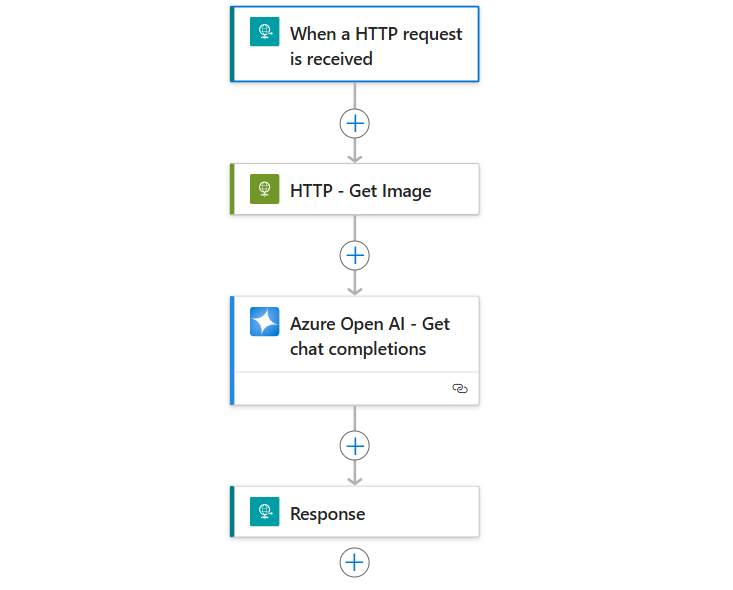 When a HTTP request
is received
HTTP - Get Image
Azure Open AI - Get
chat completions
Response